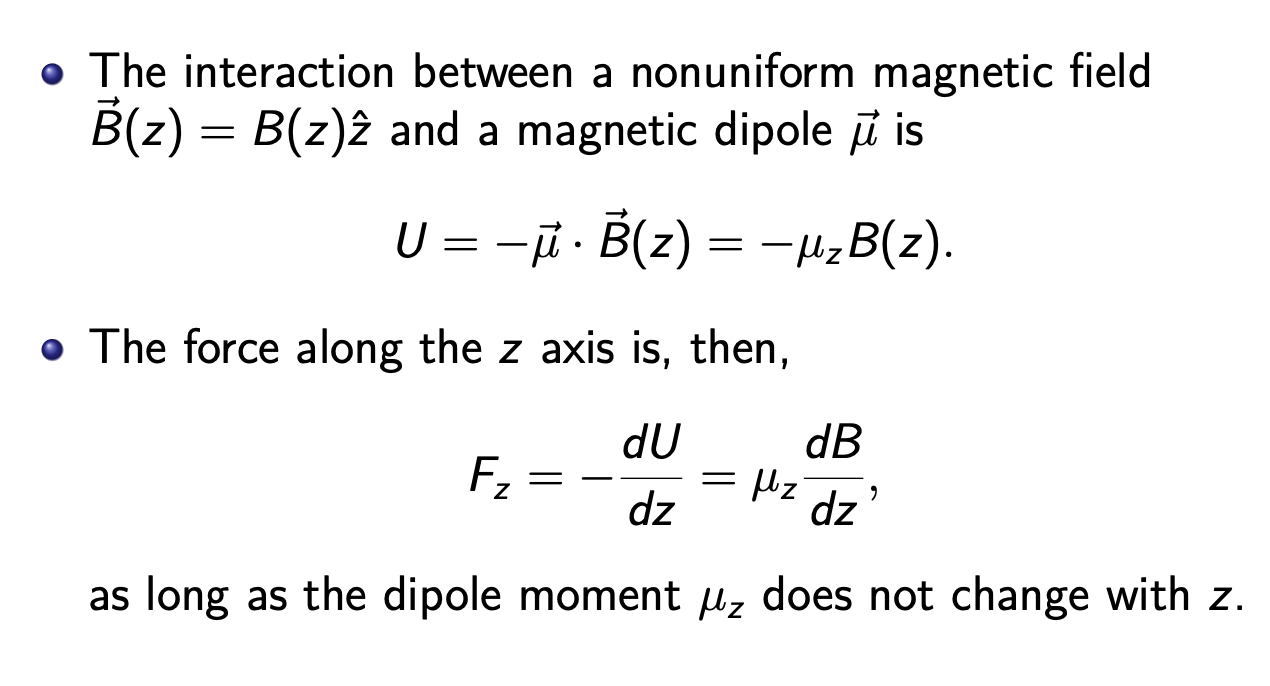 • The interaction between a nonuniform magnetic field
$\vec{B}(z) = B(z)\hat{z}$ and a magnetic dipole $\vec{\mu}$ is
$U = -\vec{\mu} \cdot \vec{B}(z) = -\mu_z B(z).$
• The force along the $z$ axis is, then,
$F_z = -\frac{dU}{dz} = \mu_z \frac{dB}{dz},$
as long as the dipole moment $\mu_z$ does not change with $z$.